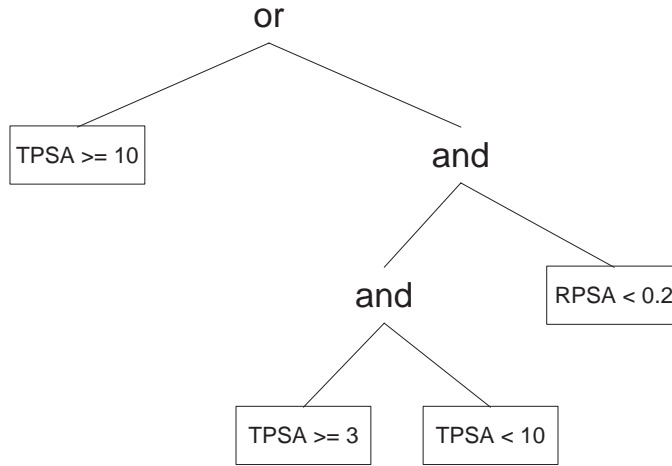 or
TPSA >= 10
and
and
RPSA < 0.2
TPSA >= 3
TPSA < 10